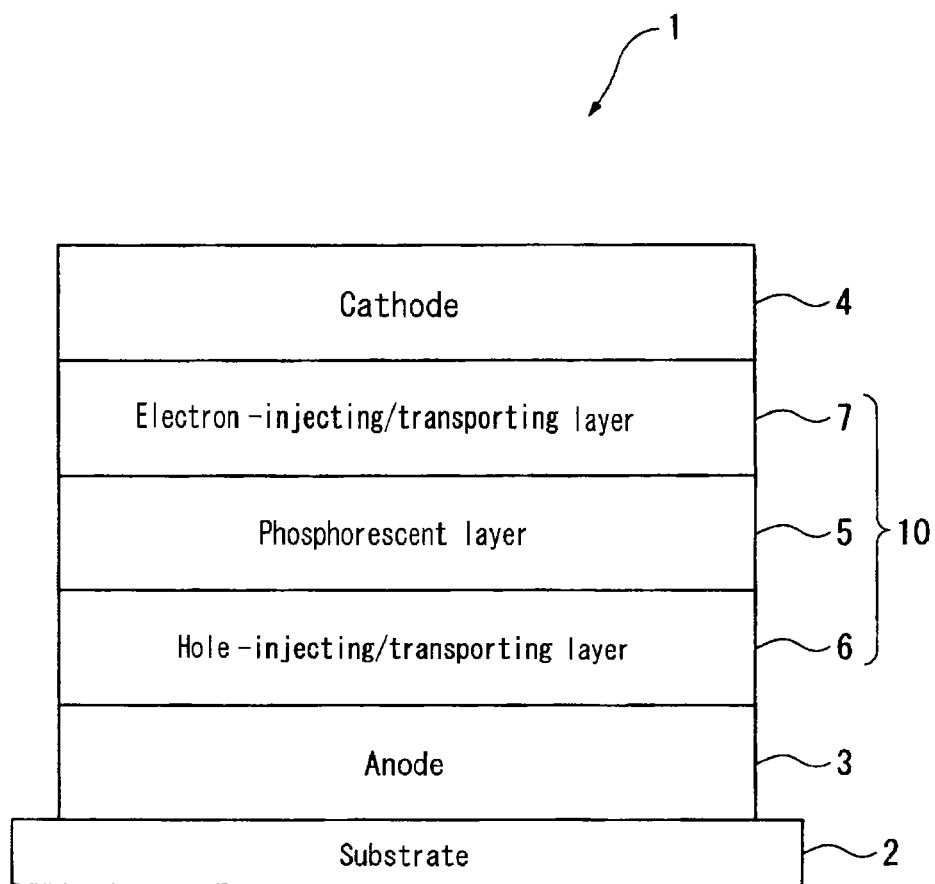 1
Cathode 4
Electron-injecting/transporting layer 7
Phosphorescent layer 5 10
Hole-injecting/transporting layer 6
Anode 3
Substrate 2